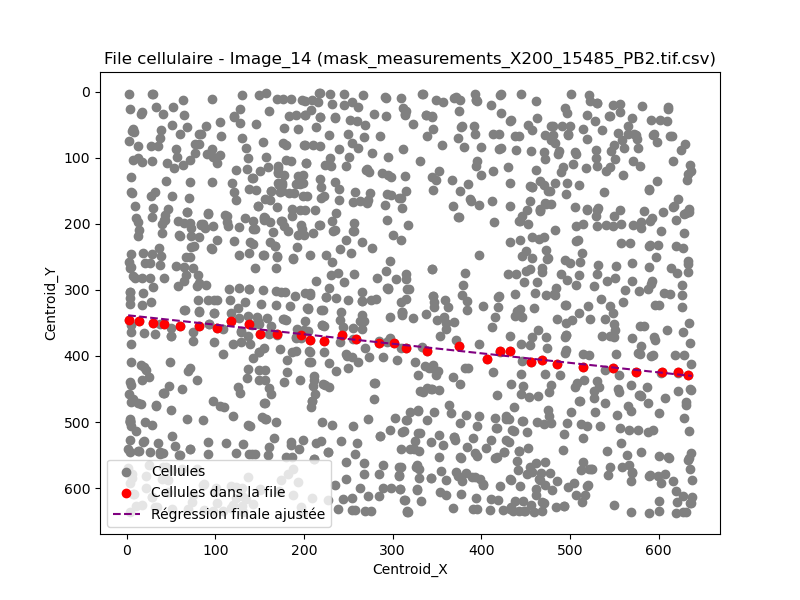 File cellulaire - Image_14 (mask_measurements_X200_15485_PB2.tif.csv)
0
100
200
300
400
500
600
Centroid_Y
Cellules
Cellules dans la file
Régression finale ajustée
0 100 200 300 400 500 600
Centroid_X